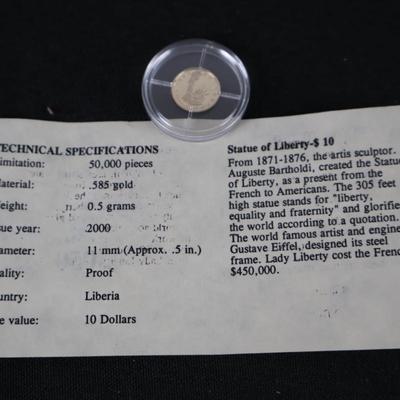 TECHNICAL SPECIFICATIONS
imitation: 50,000 pieces
aterial: .585 gold
eight: 0.5 grams
sue year: 2000
ameter: 11 mm (Approx. .5 in.)
ality: Proof
untry: Liberia
e value: 10 Dollars
Statue of Liberty-$ 10
From 1871-1876, the artis sculptor.
Auguste Bartholdi, created the Statue
of Liberty, as a present from the
French to Americans. The 305 feet
high statue stands for "liberty,
equality and fraternity" and glorifie
the world according to a quotation.
The world famous artist and engine
Gustave Eiffel, designed its steel
frame. Lady Liberty cost the Frenc
$450,000.